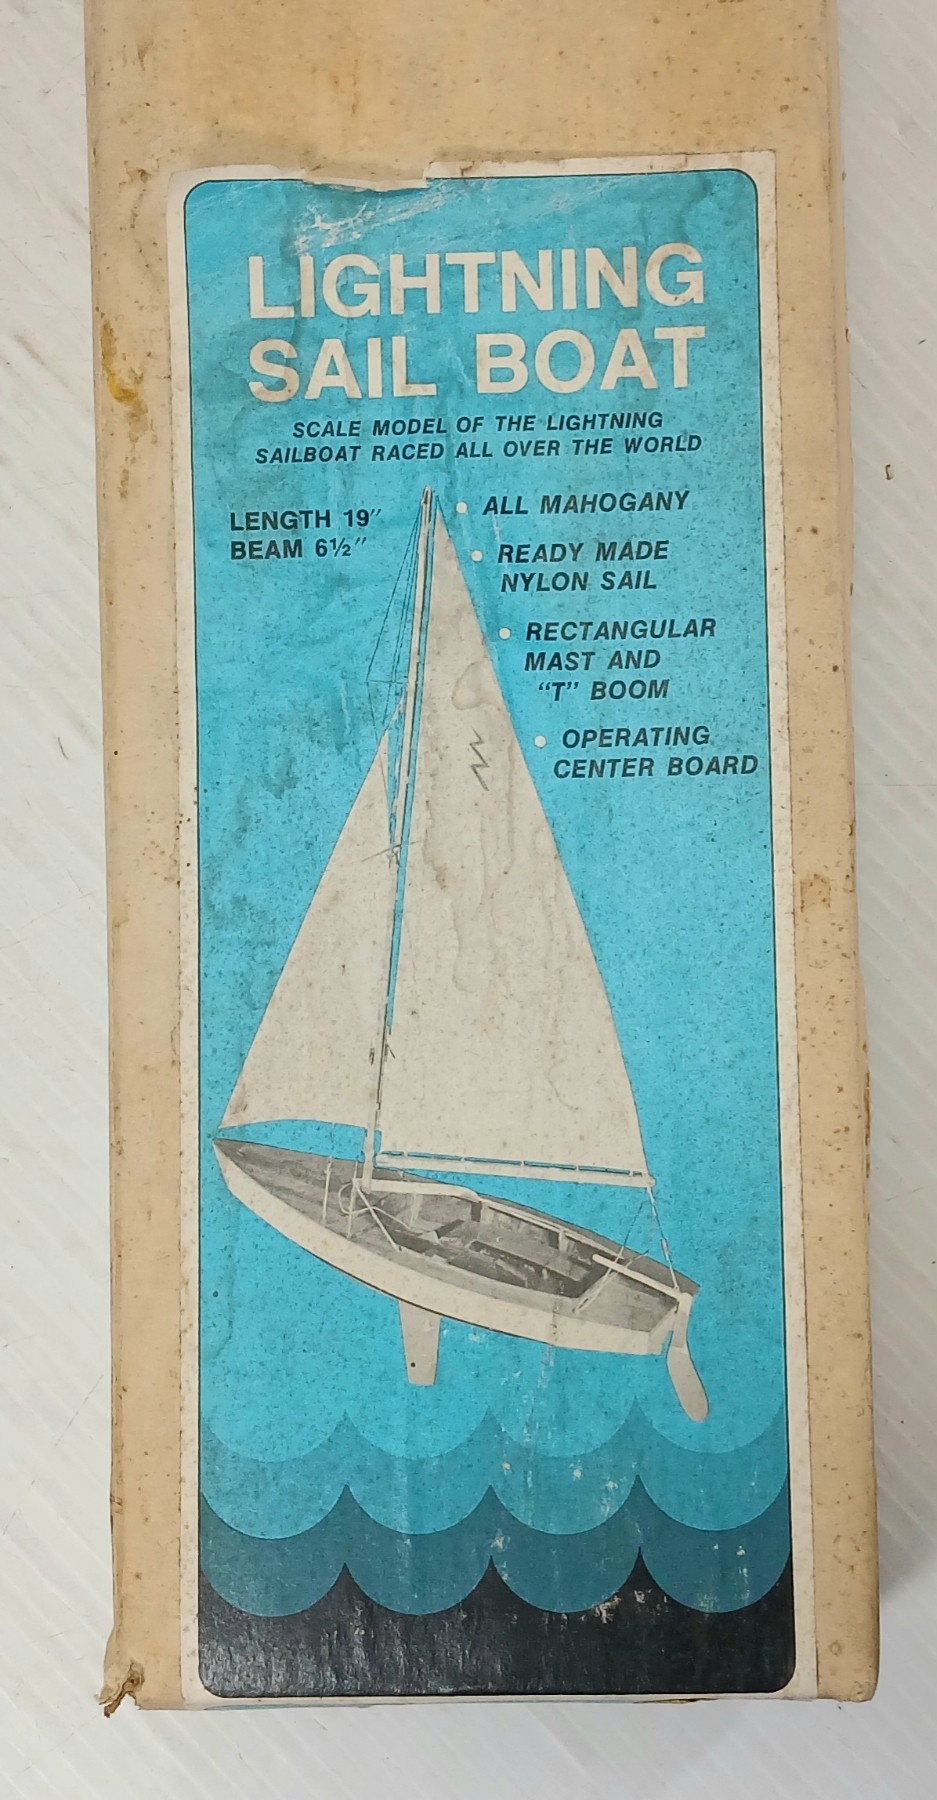 LIGHTNING
SAIL BOAT
SCALE MODEL OF THE LIGHTNING
SAILBOAT RACED ALL OVER THE WORLD
LENGTH 19″
BEAM 6½″
• ALL MAHOGANY
• READY MADE
NYLON SAIL
• RECTANGULAR
MAST AND
“T” BOOM
• OPERATING
CENTER BOARD